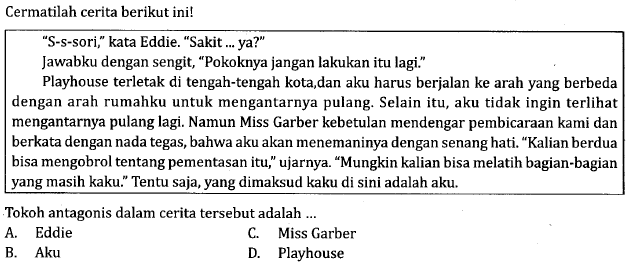 Cermatilah cerita berikut ini!
"S-s-sori," kata Eddie. "Sakit ... ya?"
Jawabku dengan sengit, "Pokoknya jangan lakukan itu lagi."
Playhouse terletak di tengah-tengah kota,dan aku harus berjalan ke arah yang berbeda
dengan arah rumahku untuk mengantarnya pulang. Selain itu, aku tidak ingin terlihat
mengantarnya pulang lagi. Namun Miss Garber kebetulan mendengar pembicaraan kami dan
berkata dengan nada tegas, bahwa aku akan menemaninya dengan senang hati. "Kalian berdua
bisa mengobrol tentang pementasan itu," ujarnya. "Mungkin kalian bisa melatih bagian-bagian
yang masih kaku." Tentu saja, yang dimaksud kaku di sini adalah aku.
Tokoh antagonis dalam cerita tersebut adalah ...
A. Eddie C. Miss Garber
B. Aku D. Playhouse